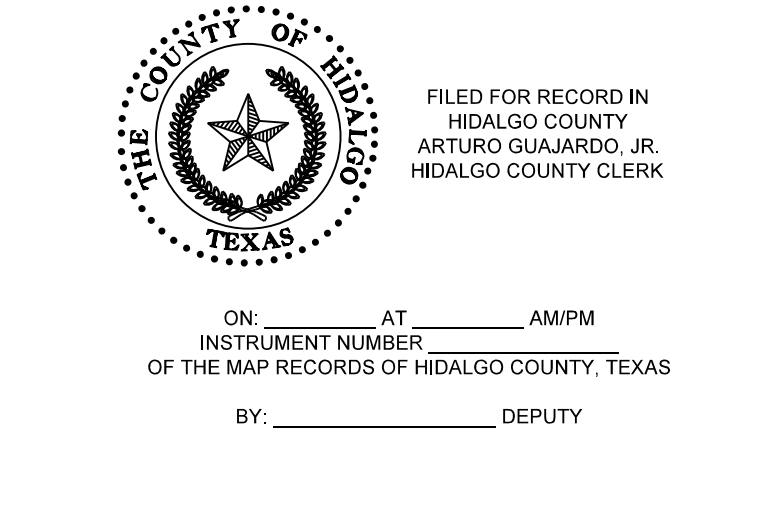 THE COUNTY OF HIDALGO
TEXAS
FILED FOR RECORD IN
HIDALGO COUNTY
ARTURO GUAJARDO, JR.
HIDALGO COUNTY CLERK
ON: __________ AT __________ AM/PM
INSTRUMENT NUMBER _________________
OF THE MAP RECORDS OF HIDALGO COUNTY, TEXAS
BY: ____________________ DEPUTY